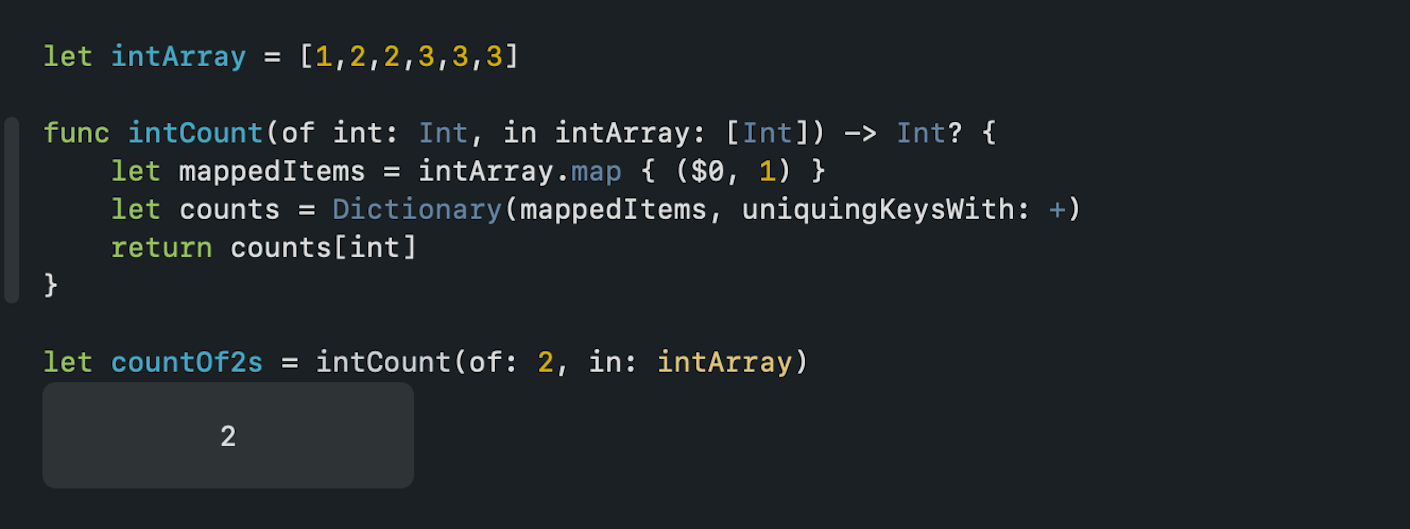 let intArray = [1,2,2,3,3,3]
func intCount(of int: Int, in intArray: [Int]) -> Int? {
    let mappedItems = intArray.map { ($0, 1) }
    let counts = Dictionary(mappedItems, uniquingKeysWith: +)
    return counts[int]
}
let countOf2s = intCount(of: 2, in: intArray)
2